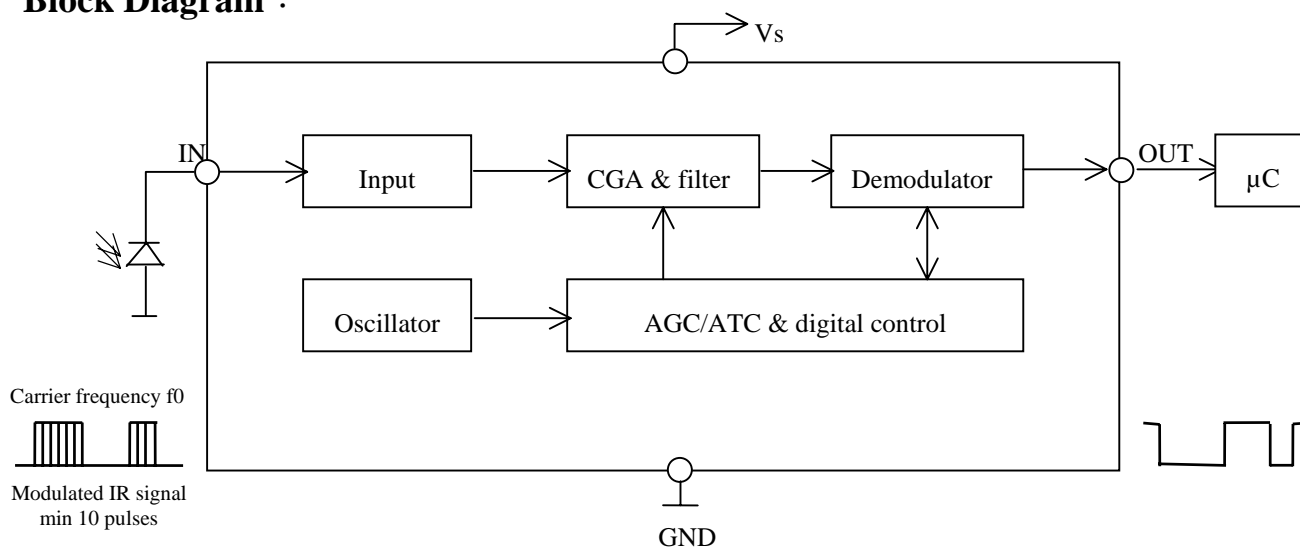 Block Diagram :
Vs
IN
Input
CGA & filter
Demodulator
OUT
µC
Oscillator
AGC/ATC & digital control
Carrier frequency f0
Modulated IR signal
min 10 pulses
GND